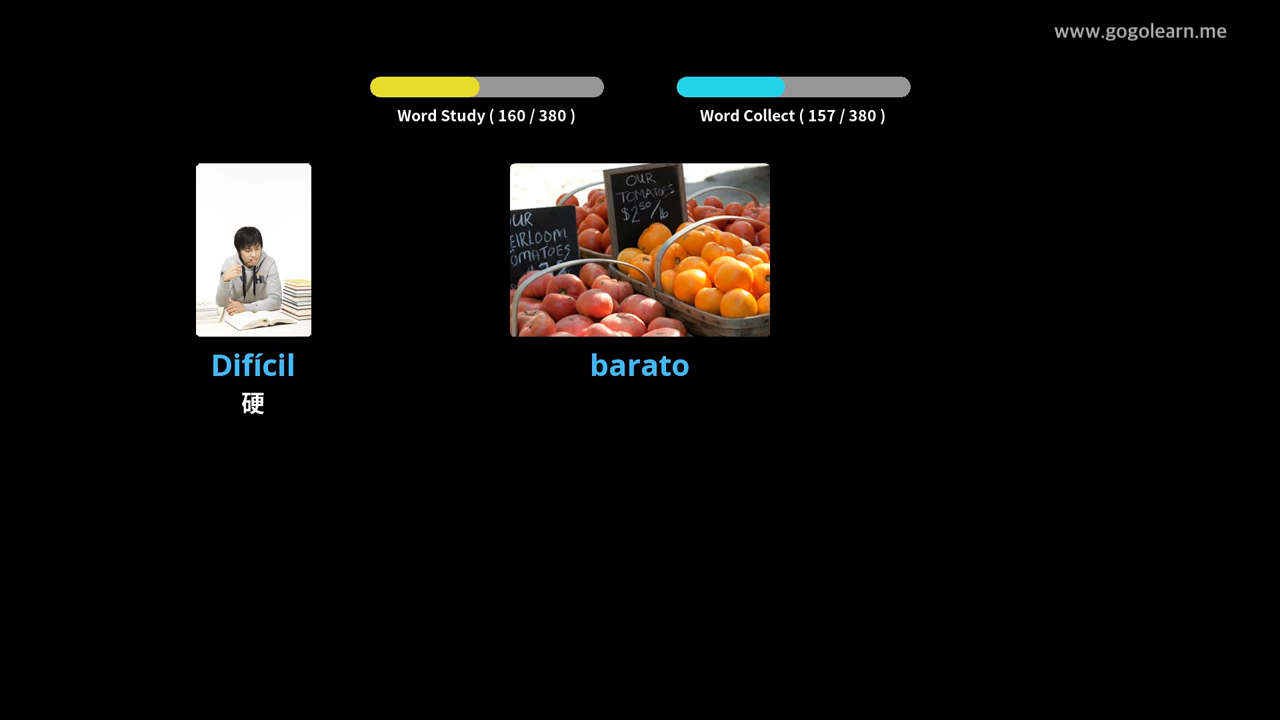 www.gogolearn.me
Word Study ( 160 / 380 )
Word Collect ( 157 / 380 )
OUR
TOMATOES
$2.50/lb
UR
EIRLOOM
OMATOES
Difícil
barato
硬